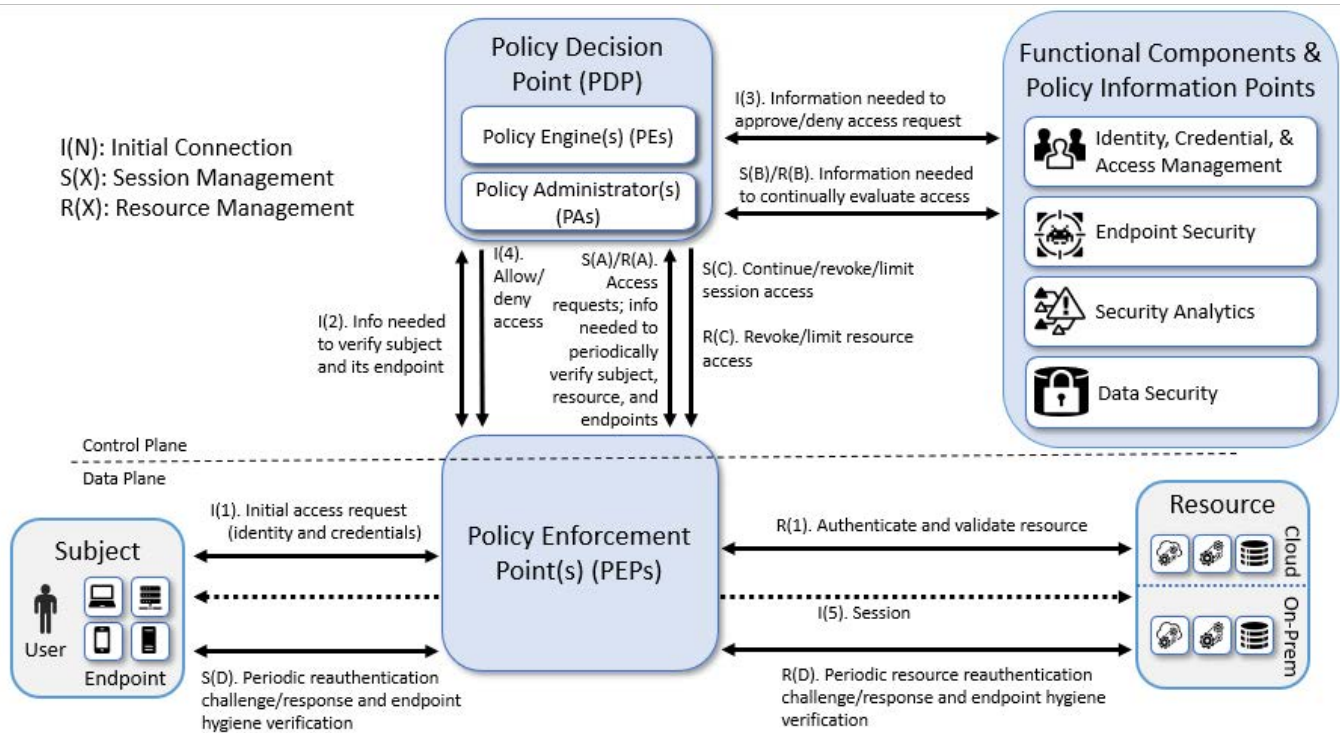 Policy Decision
Point (PDP)
Policy Engine(s) (PEs)
Policy Administrator(s)
(PAs)
Functional Components &
Policy Information Points
Identity, Credential, &
Access Management
Endpoint Security
Security Analytics
Data Security
I(N): Initial Connection
S(X): Session Management
R(X): Resource Management
I(3). Information needed to
approve/deny access request
S(B)/R(B). Information needed
to continually evaluate access
I(2). Info needed
to verify subject
and its endpoint
I(4).
Allow/
deny
access
S(A)/R(A).
Access
requests; info
needed to
periodically
verify subject,
resource, and
endpoints
S(C). Continue/revoke/limit
session access
R(C). Revoke/limit resource
access
Control Plane
Data Plane
Subject
User
Endpoint
I(1). Initial access request
(identity and credentials)
S(D). Periodic reauthentication
challenge/response and endpoint
hygiene verification
Policy Enforcement
Point(s) (PEPs)
R(1). Authenticate and validate resource
I(5). Session
R(D). Periodic resource reauthentication
challenge/response and endpoint hygiene
verification
Resource
Cloud
On-Prem